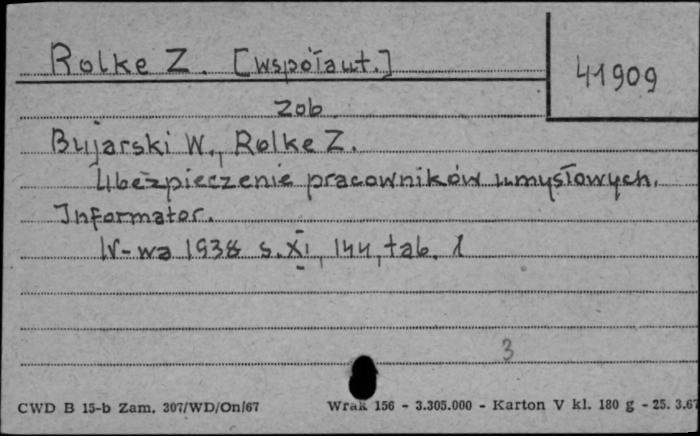 Rolke Z. [współaut.]
41909
zob.
Bujarski W., Rolke Z.
Ubezpieczenie pracowników umysłowych.
Informator.
W-wa 1938 s. XI, 144, tab. 1
3
CWD B 15-b Zam. 307/WD/On/67 Wrak 156 - 3.305.000 - Karton V kl. 180 g - 25. 3.67